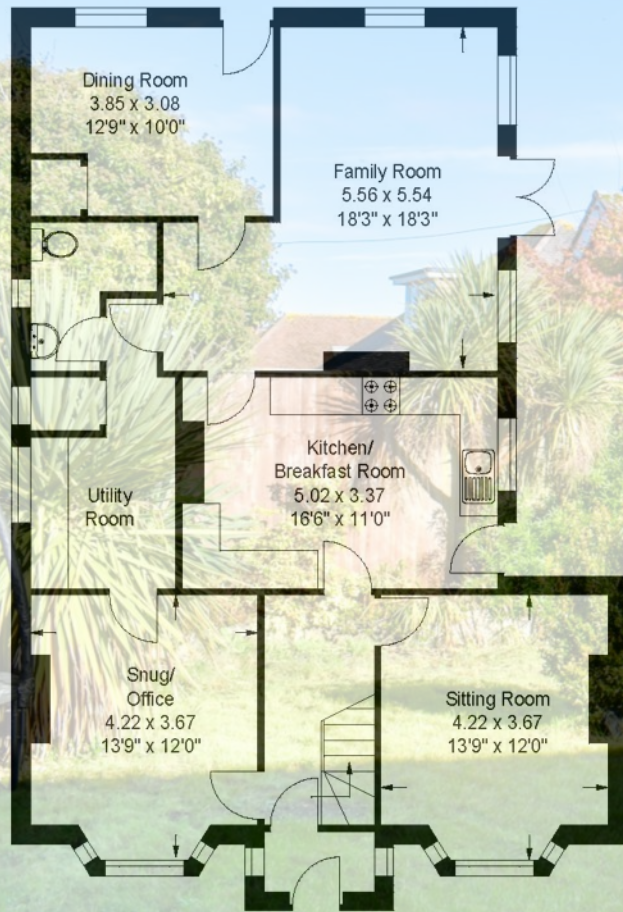 Dining Room
3.85 x 3.08
12'9" x 10'0"
Family Room
5.56 x 5.54
18'3" x 18'3"
Kitchen/
Breakfast Room
5.02 x 3.37
16'6" x 11'0"
Utility
Room
Snug/
Office
4.22 x 3.67
13'9" x 12'0"
Sitting Room
4.22 x 3.67
13'9" x 12'0"